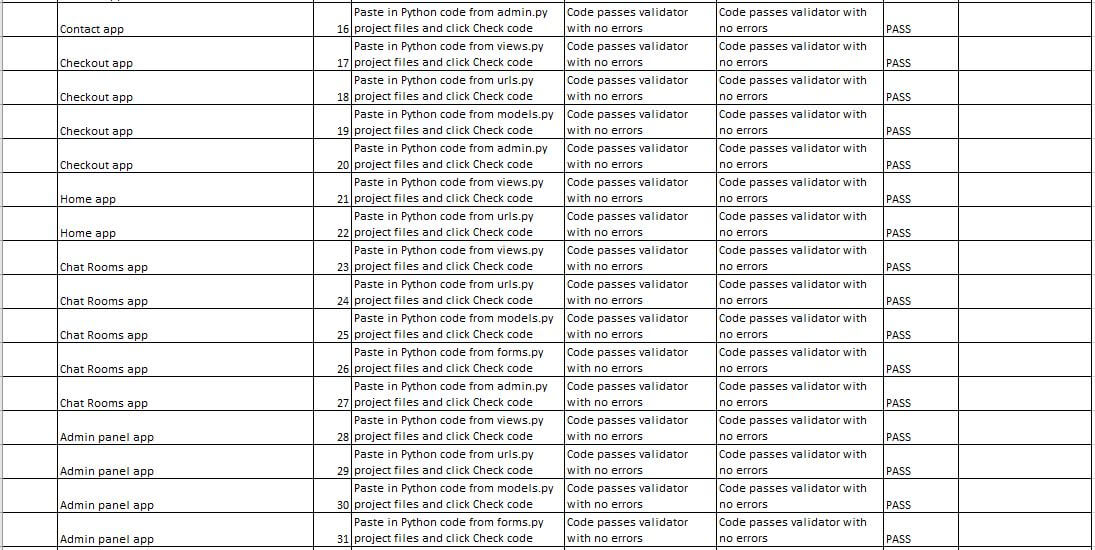 Contact app 16 Paste in Python code from admin.py project files and click Check code Code passes validator with no errors Code passes validator with no errors PASS
Checkout app 17 Paste in Python code from views.py project files and click Check code Code passes validator with no errors Code passes validator with no errors PASS
Checkout app 18 Paste in Python code from urls.py project files and click Check code Code passes validator with no errors Code passes validator with no errors PASS
Checkout app 19 Paste in Python code from models.py project files and click Check code Code passes validator with no errors Code passes validator with no errors PASS
Checkout app 20 Paste in Python code from admin.py project files and click Check code Code passes validator with no errors Code passes validator with no errors PASS
Home app 21 Paste in Python code from views.py project files and click Check code Code passes validator with no errors Code passes validator with no errors PASS
Home app 22 Paste in Python code from urls.py project files and click Check code Code passes validator with no errors Code passes validator with no errors PASS
Chat Rooms app 23 Paste in Python code from views.py project files and click Check code Code passes validator with no errors Code passes validator with no errors PASS
Chat Rooms app 24 Paste in Python code from urls.py project files and click Check code Code passes validator with no errors Code passes validator with no errors PASS
Chat Rooms app 25 Paste in Python code from models.py project files and click Check code Code passes validator with no errors Code passes validator with no errors PASS
Chat Rooms app 26 Paste in Python code from forms.py project files and click Check code Code passes validator with no errors Code passes validator with no errors PASS
Chat Rooms app 27 Paste in Python code from admin.py project files and click Check code Code passes validator with no errors Code passes validator with no errors PASS
Admin panel app 28 Paste in Python code from views.py project files and click Check code Code passes validator with no errors Code passes validator with no errors PASS
Admin panel app 29 Paste in Python code from urls.py project files and click Check code Code passes validator with no errors Code passes validator with no errors PASS
Admin panel app 30 Paste in Python code from models.py project files and click Check code Code passes validator with no errors Code passes validator with no errors PASS
Admin panel app 31 Paste in Python code from forms.py project files and click Check code Code passes validator with no errors Code passes validator with no errors PASS